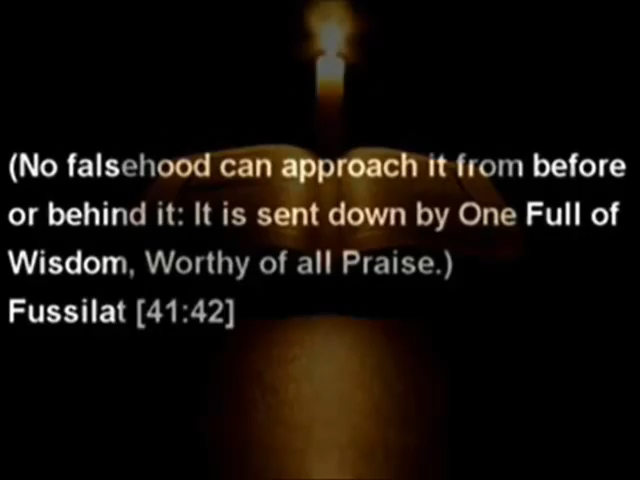 (No falsehood can approach it from before
or behind it: It is sent down by One Full of
Wisdom, Worthy of all Praise.)
Fussilat [41:42]